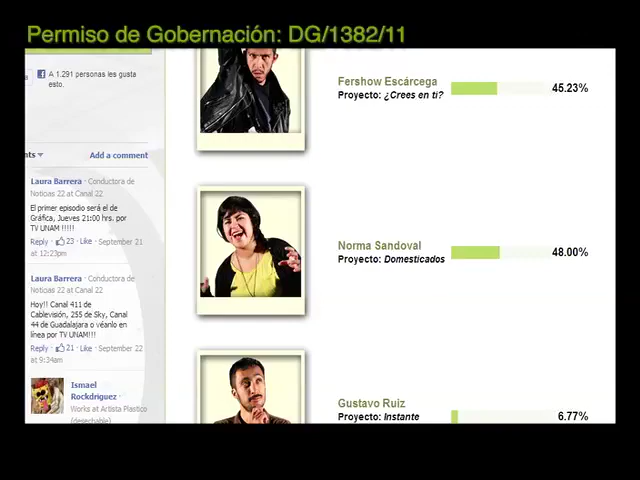 Permiso de Gobernación: DG/1382/11
A 1.291 personas les gusta
esto.
Add a comment
Laura Barrera · Conductora de
Noticias 22 at Canal 22
El primer episodio será el de
Gráfica, Jueves 21:00 hrs. por
TV UNAM !!!!!
Reply · 23 · Like · September 21
at 12:23pm
Laura Barrera · Conductora de
Noticias 22 at Canal 22
Hoy!! Canal 411 de
Cablevisión, 255 de Sky, Canal
44 de Guadalajara o véanlo en
línea por TV UNAM!!!
Reply · 21 · Like · September 22
at 9:34am
Ismael
Rockdriguez ·
Works at Artista Plastico
(desechable)
Fershow Escárcega
Proyecto: ¿Crees en ti?
45.23%
Norma Sandoval
Proyecto: Domesticados
48.00%
Gustavo Ruiz
Proyecto: Instante
6.77%